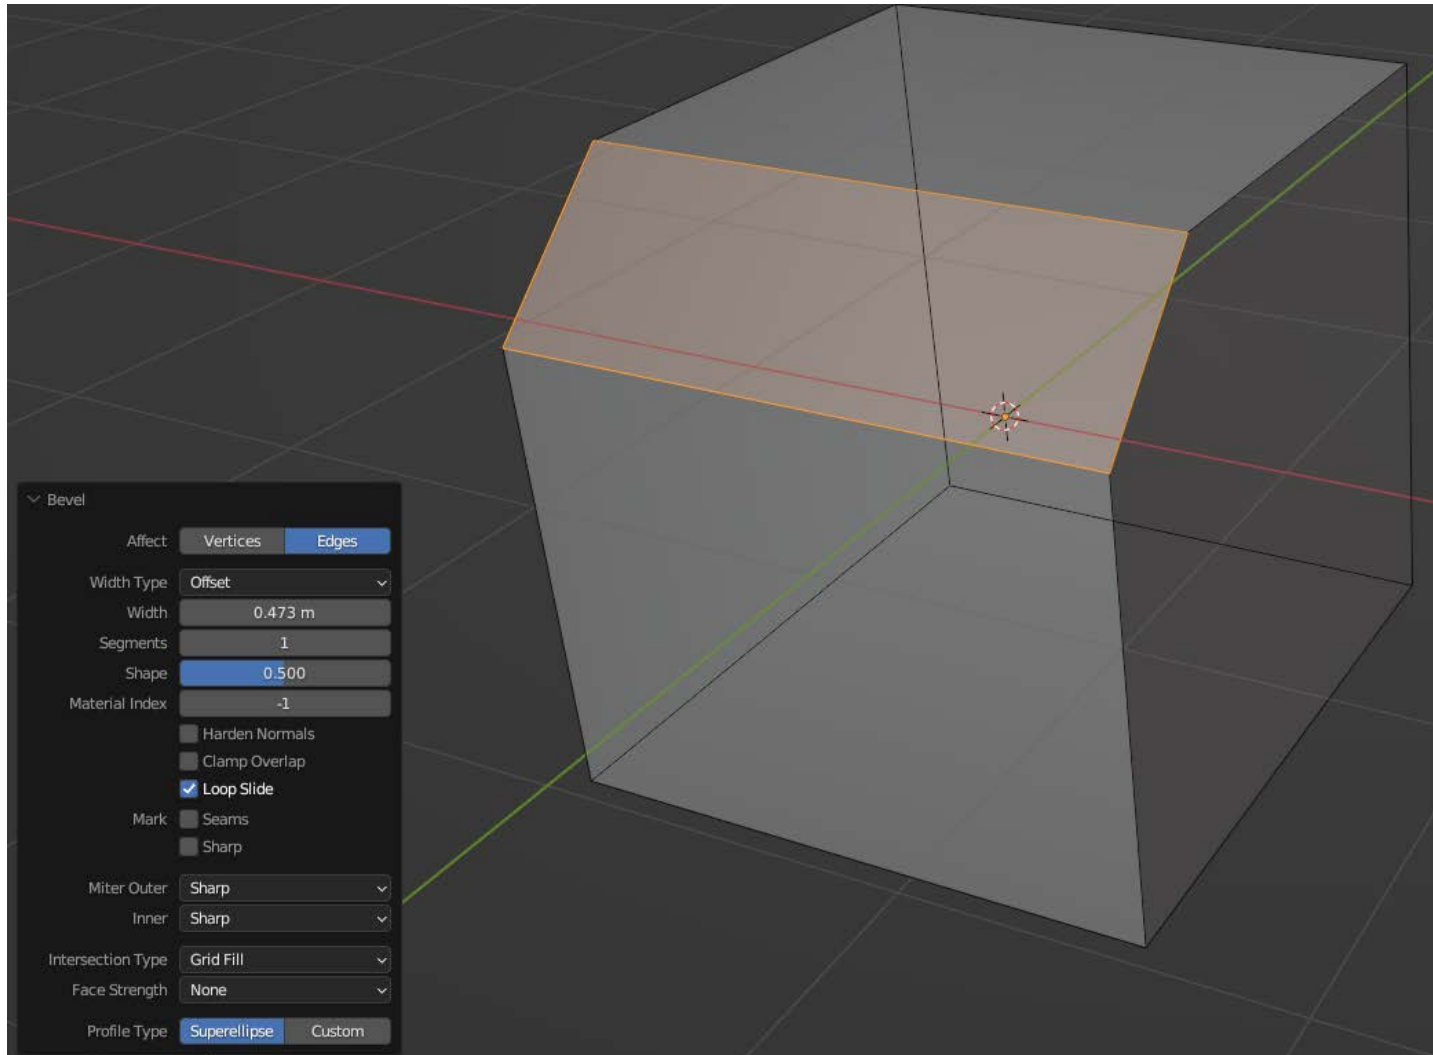 Bevel
Affect Vertices Edges
Width Type Offset
Width 0.473 m
Segments 1
Shape 0.500
Material Index -1
Harden Normals
Clamp Overlap
Loop Slide
Mark Seams
Sharp
Miter Outer Sharp
Inner Sharp
Intersection Type Grid Fill
Face Strength None
Profile Type Superellipse Custom